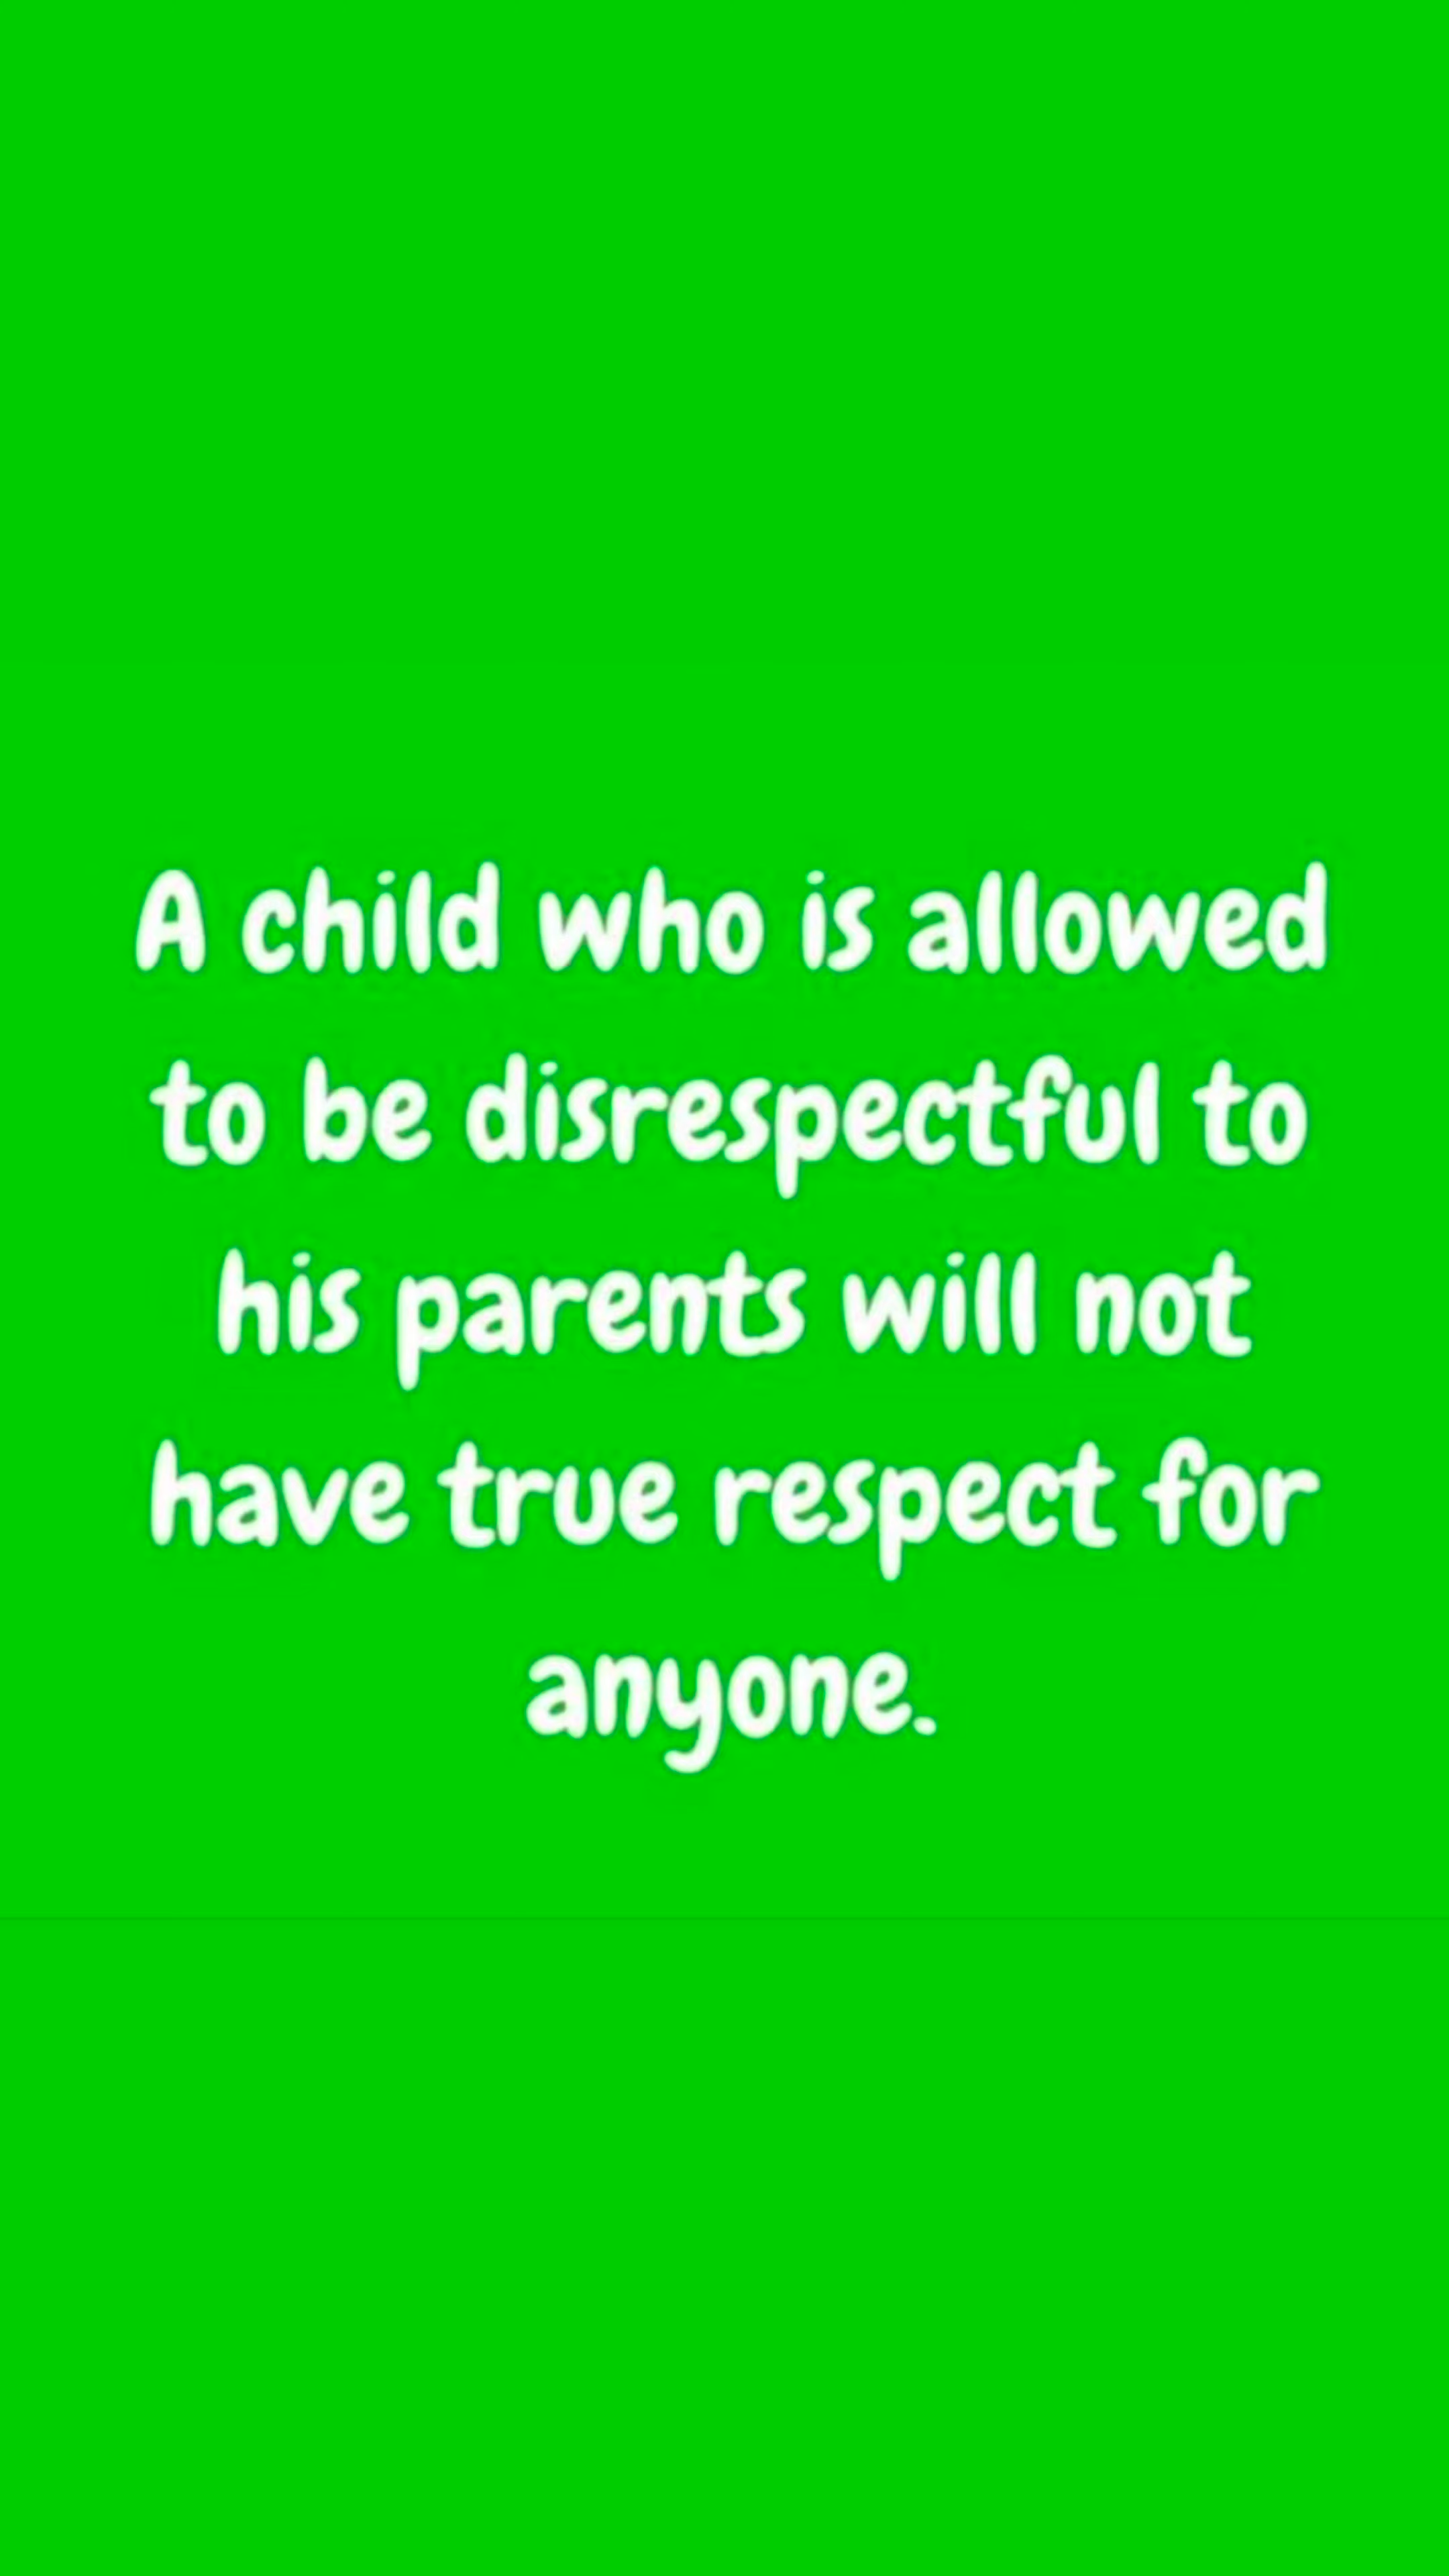 A child who is allowed
to be disrespectful to
his parents will not
have true respect for
anyone.